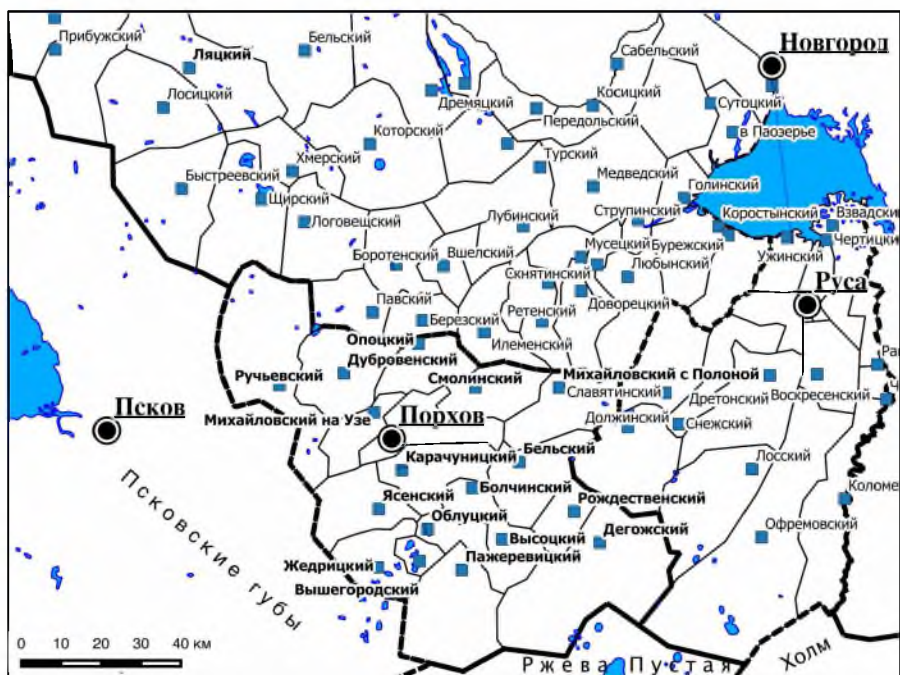 Прибужский
Ляцкий
Бельский
Сабельский
Новгород
Лосицкий
Дремяцкий
Косицкий
Сутоцкий
Передольский
в Паозерье
Которский
Хмерский
Турский
Быстреевский
Медведский
Щирский
Голинский
Логовещский
Лубинский
Струпинский
Коростынский
Взвадский
Мусецкий
Бурежский
Чертицкий
Боротенский
Вшелский
Ужинский
Скнятинский
Любынский
Руса
Павский
Доворецкий
Березский
Ретенский
Опоцкий
Илеменский
Дубровенский
Ручьевский
Смолинский
Михайловский с Полоной
Ра
Славятинский
Дретонский
Воскресенский
Ч
Псков
Михайловский на Узе
Порхов
Должинский
Снежский
Карачуницкий
Бельский
Лосский
Псковские губы
Ясенский
Болчинский
Рождественский
Коломе
Облуцкий
Высоцкий
Дегожский
Офремовский
Жедрицкий
Пажеревицкий
Вышегородский
0 10 20 40 км
Ржева Пустая
Холм